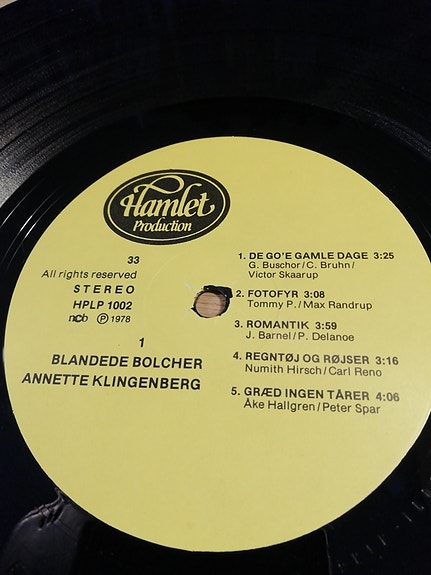 Hamlet
Production
33
All rights reserved
STEREO
HPLP 1002
ncb Ⓟ 1978
1
BLANDEDE BOLCHER
ANNETTE KLINGENBERG
1. DE GO'E GAMLE DAGE 3:25
G. Buschor/C. Bruhn/
Victor Skaarup
2. FOTOFYR 3:08
Tommy P./Max Randrup
3. ROMANTIK 3:59
J. Barnel/P. Delanoe
4. REGNTØJ OG RØJSER 3:16
Numith Hirsch/Carl Reno
5. GRÆD INGEN TÅRER 4:06
Åke Hallgren/Peter Spar